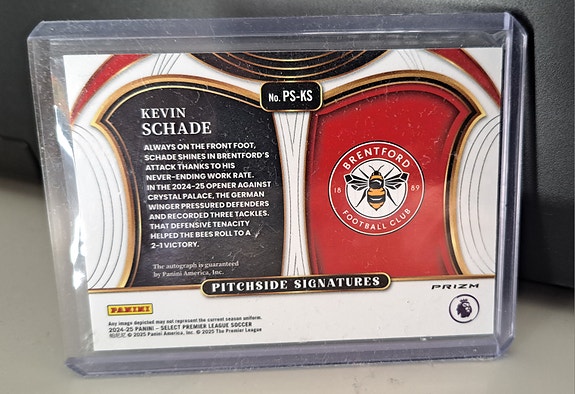 No. PS-KS
KEVIN
SCHADE
ALWAYS ON THE FRONT FOOT,
SCHADE SHINES IN BRENTFORD'S
ATTACK THANKS TO HIS
NEVER-ENDING WORK RATE.
IN THE 2024-25 OPENER AGAINST
CRYSTAL PALACE, THE GERMAN
WINGER PRESSURED DEFENDERS
AND RECORDED THREE TACKLES.
THAT DEFENSIVE TENACITY
HELPED THE BEES ROLL TO A
2-1 VICTORY.
The autograph is guaranteed
by Panini America, Inc.
BRENTFORD
18 89
FOOTBALL CLUB
PITCHSIDE SIGNATURES
PANINI
PRIZM
Any image depicted may not represent the current season uniform.
2024-25 PANINI – SELECT PREMIER LEAGUE SOCCER
© 2025 Panini America, Inc. © 2025 The Premier League